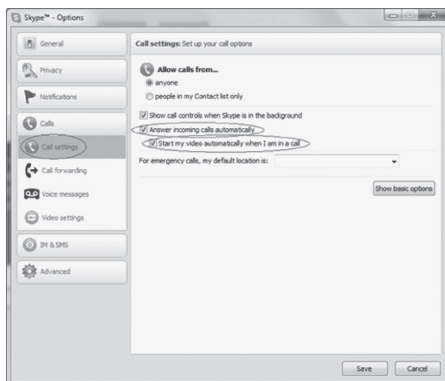 Skype™ - Options
General
Privacy
Notifications
Calls
Call settings
Call forwarding
Voice messages
Video settings
IM & SMS
Advanced
Call settings: Set up your call options
Allow calls from...
anyone
people in my Contact list only
Show call controls when Skype is in the background
Answer incoming calls automatically
Start my video automatically when I am in a call
For emergency calls, my default location is:
Show basic options
Save
Cancel